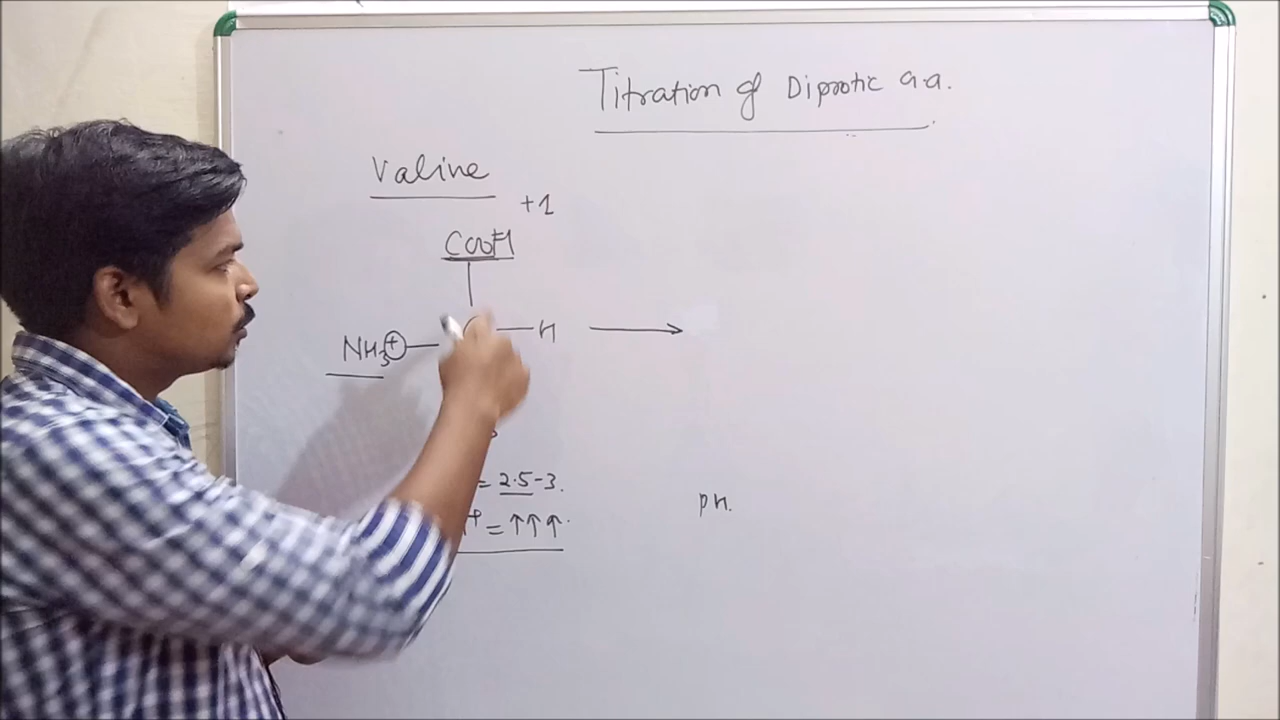 Titration of Diprotic a.a.
Valine
+1
COOH
NH3+ — H
= 2.5-3.
= ↑↑↑.
pH.